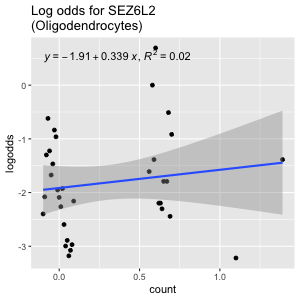 Log odds for SEZ6L2
(Oligodendrocytes)
y = −1.91 + 0.339 x, R² = 0.02
logodds
0
-1
-2
-3
0.0 0.5 1.0
count